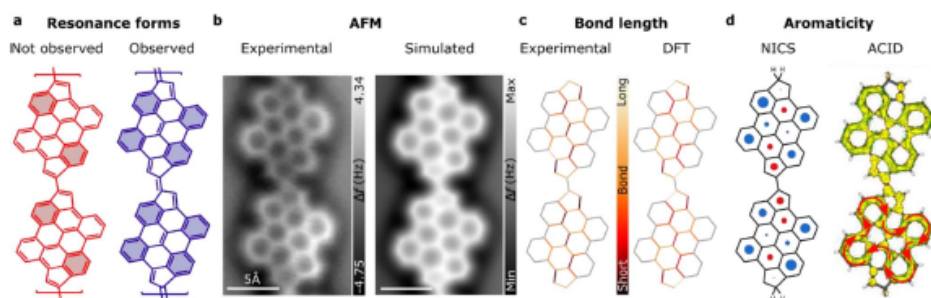 a Resonance forms
Not observed Observed
b AFM
Experimental Simulated
4.34
Δf (Hz)
-4.75
5Å
Max
Δf (Hz)
Min
c Bond length
Experimental DFT
Long
Bond
Short
d Aromaticity
NICS ACID
H H
H H